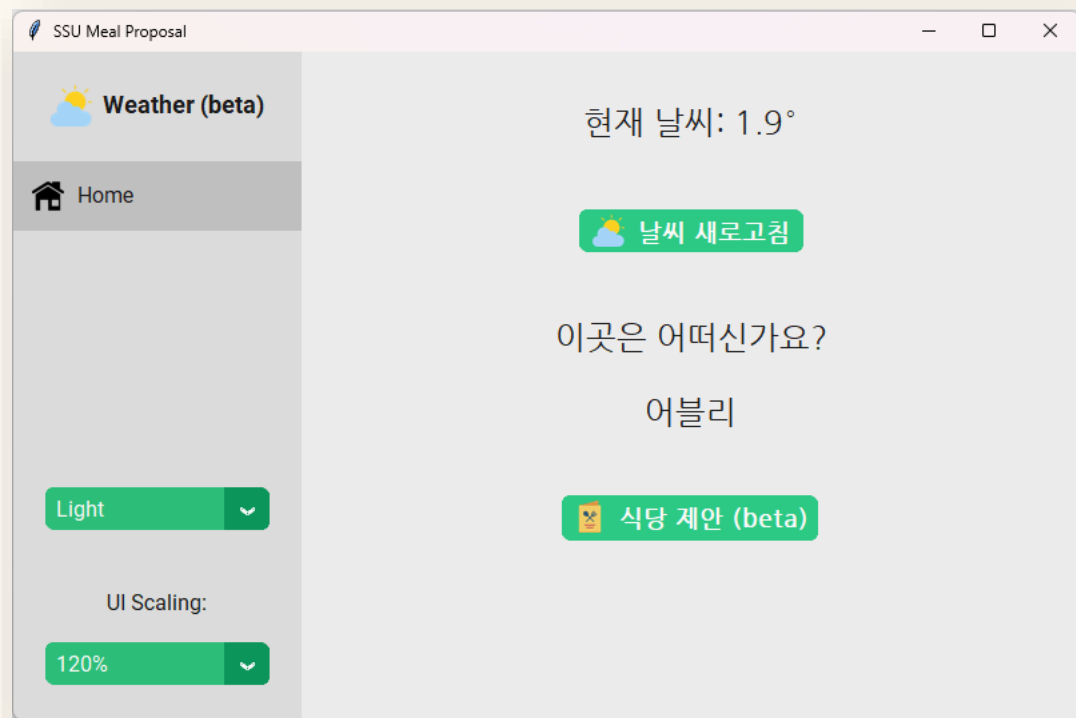 SSU Meal Proposal
Weather (beta)
Home
Light
UI Scaling:
120%
현재 날씨: 1.9°
날씨 새로고침
이곳은 어떠신가요?
어블리
식당 제안 (beta)